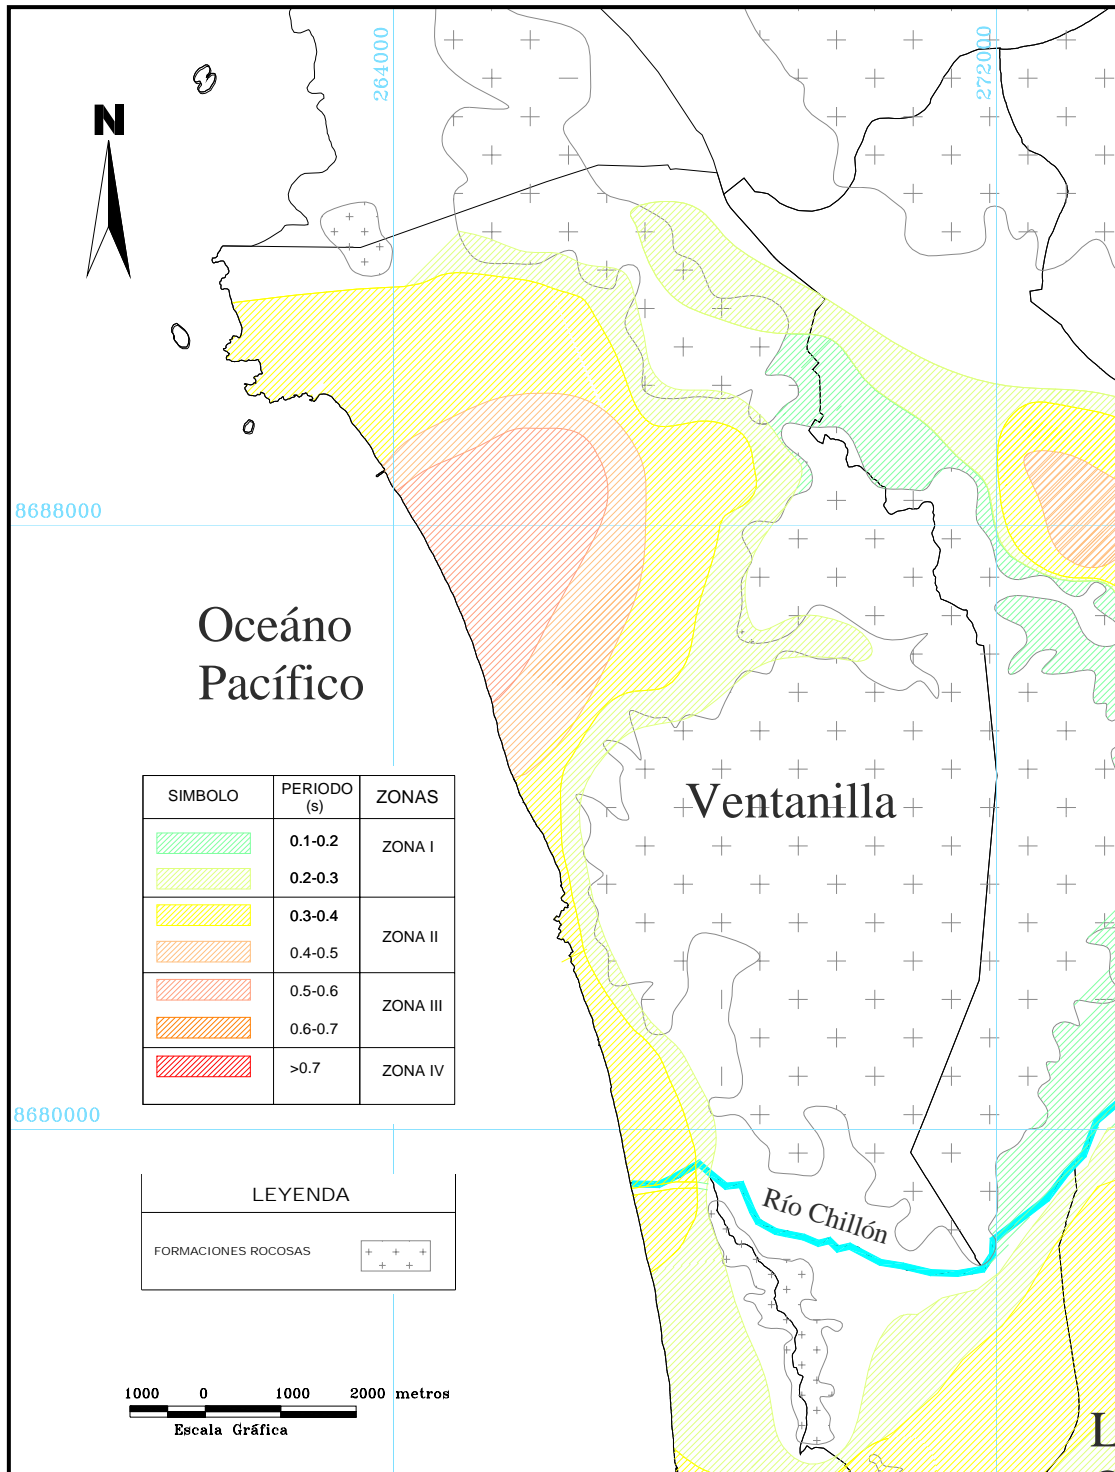 264000
272000
N
8688000
Oceáno
Pacífico
Ventanilla
SIMBOLO PERIODO (s) ZONAS
0.1-0.2 ZONA I
0.2-0.3
0.3-0.4 ZONA II
0.4-0.5
0.5-0.6 ZONA III
0.6-0.7
>0.7 ZONA IV
8680000
LEYENDA
FORMACIONES ROCOSAS
Río Chillón
1000 0 1000 2000 metros
Escala Gráfica
L